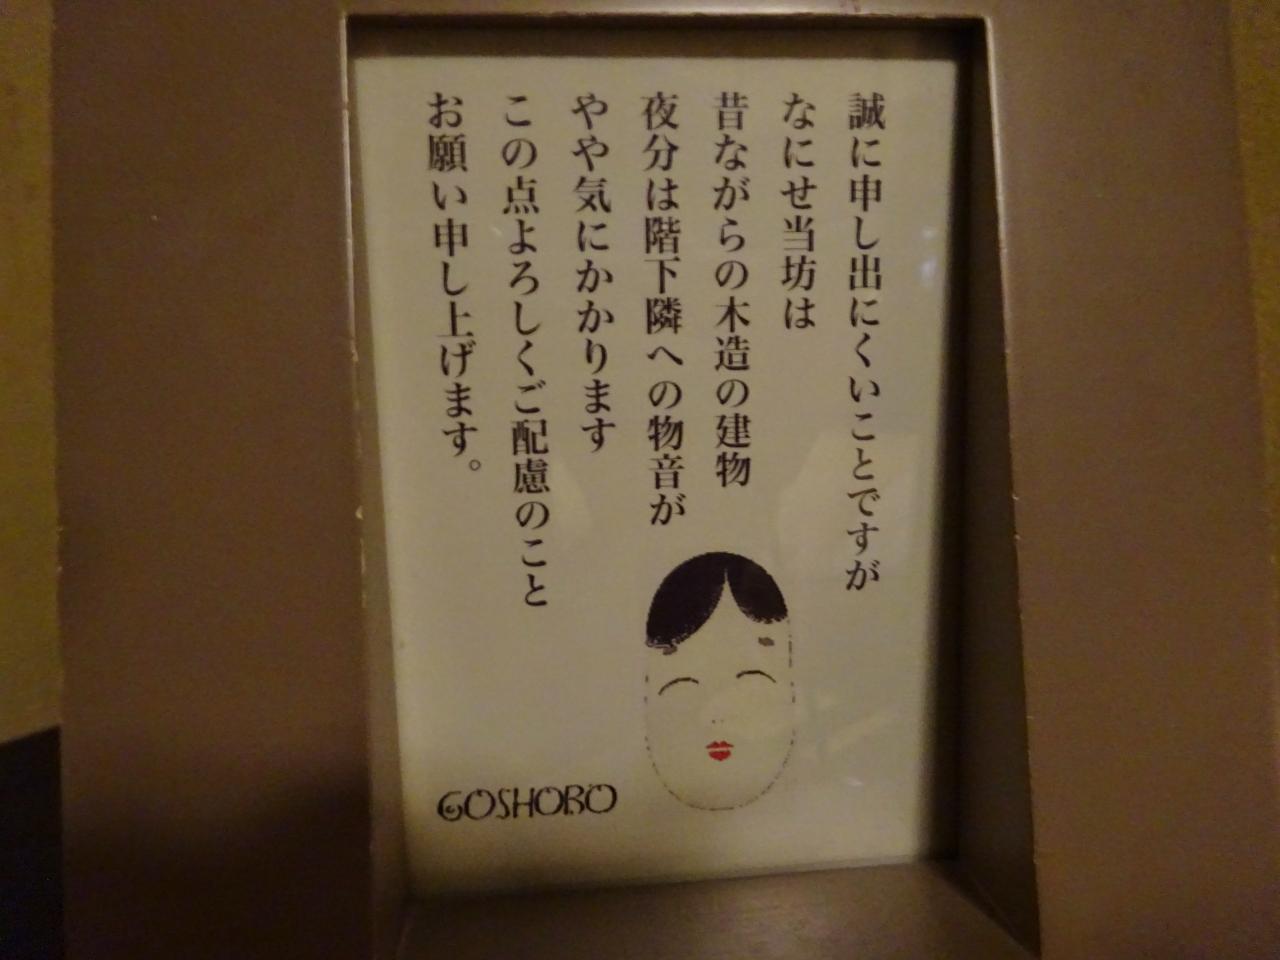 誠に申し出にくいことですが
なにせ当坊は
昔ながらの木造の建物
夜分は階下隣への物音が
やや気にかかります
この点よろしくご配慮のこと
お願い申し上げます。
GOSHOBO